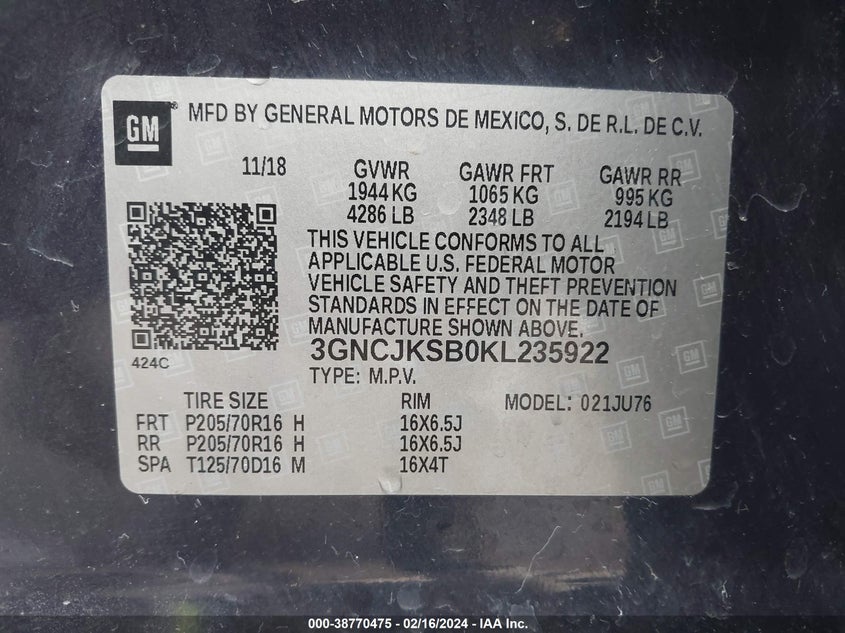 GM
MFD BY GENERAL MOTORS DE MEXICO, S. DE R.L. DE C.V.
11/18 GVWR GAWR FRT GAWR RR
1944 KG 1065 KG 995 KG
4286 LB 2348 LB 2194 LB
THIS VEHICLE CONFORMS TO ALL
APPLICABLE U.S. FEDERAL MOTOR
VEHICLE SAFETY AND THEFT PREVENTION
STANDARDS IN EFFECT ON THE DATE OF
MANUFACTURE SHOWN ABOVE.
424C
3GNCJKSB0KL235922
TYPE: M.P.V.
TIRE SIZE RIM MODEL: 021JU76
FRT P205/70R16 H 16X6.5J
RR P205/70R16 H 16X6.5J
SPA T125/70D16 M 16X4T
000-38770475 - 02/16/2024 - IAA Inc.